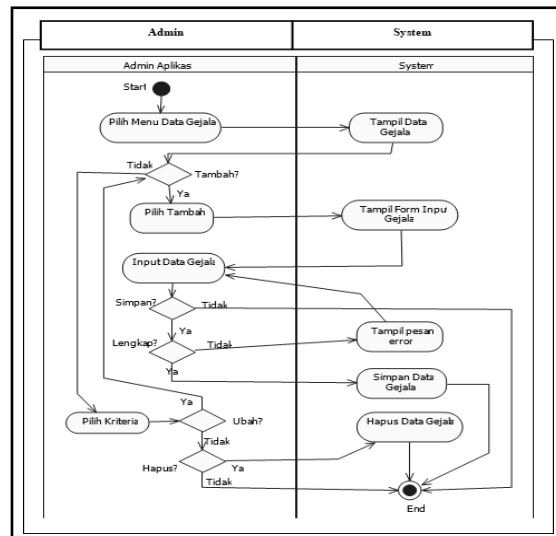 Admin
System
Admin Aplikas
System
Start
Pilih Menu Data Gejala
Tampil Data
Gejala
Tidak
Tambah?
Ya
Pilih Tambah
Tampil Form Input
Gejala
Input Data Gejala
Simpan?
Tidak
Ya
Tampil pesan
error
Lengkap?
Tidak
Ya
Simpan Data
Gejala
Ya
Pilih Kriteria
Ubah?
Hapus Data Gejala
Tidak
Hapus?
Ya
Tidak
End